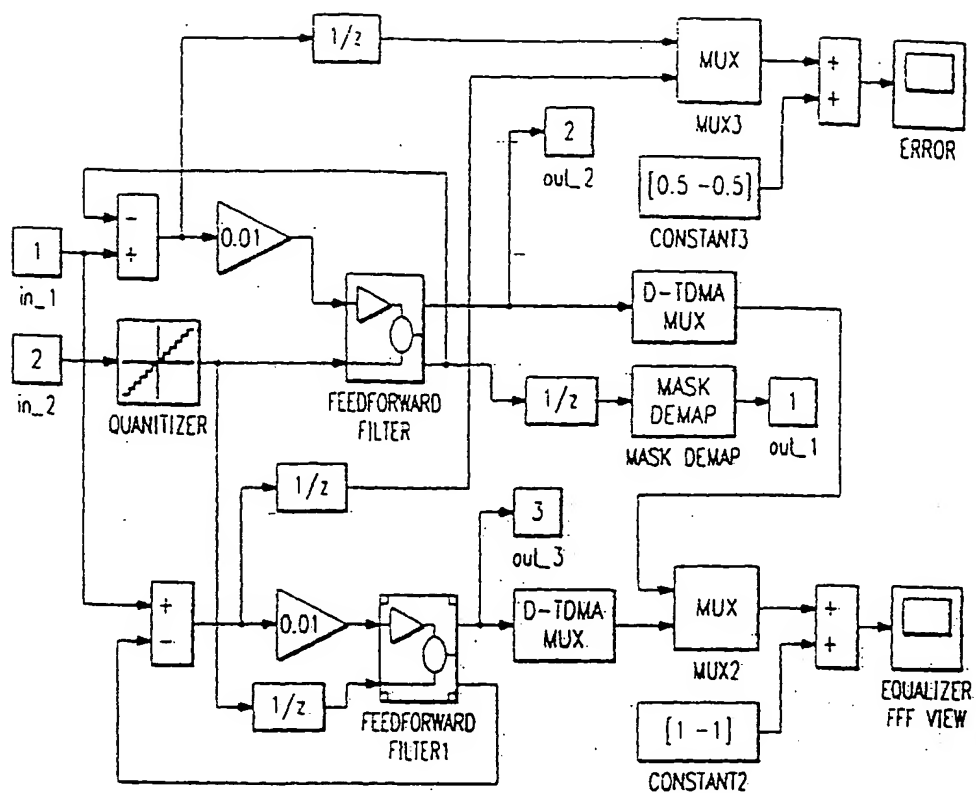 1/z
MUX
MUX3
+
+
ERROR
2
out_2
[0.5 -0.5]
CONSTANT3
-
+
0.01
1
in_1
2
in_2
QUANITIZER
FEEDFORWARD
FILTER
D-TDMA
MUX
1/z
MASK
DEMAP
MASK DEMAP
1
out_1
1/z
3
out_3
+
-
0.01
1/z
FEEDFORWARD
FILTER1
D-TDMA
MUX
MUX
MUX2
+
+
EQUALIZER
FFF VIEW
[1 -1]
CONSTANT2